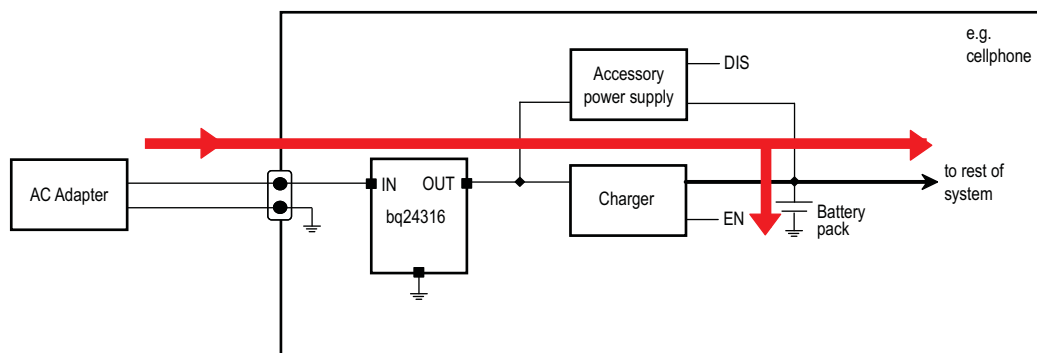 e.g.
cellphone
Accessory
power supply
DIS
AC Adapter
IN
OUT
bq24316
Charger
EN
to rest of
system
Battery
pack